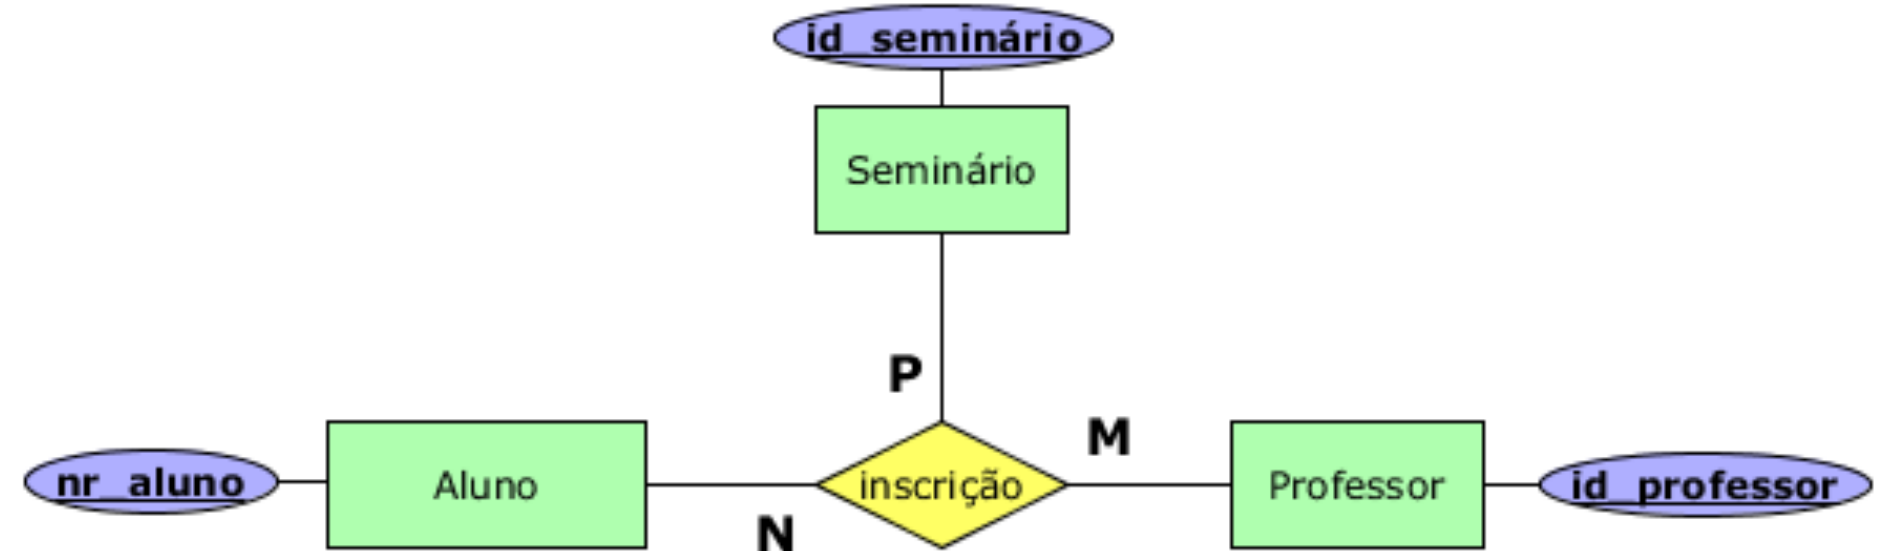 id_seminário
Seminário
P
M
nr_aluno
Aluno
inscrição
Professor
id_professor
N